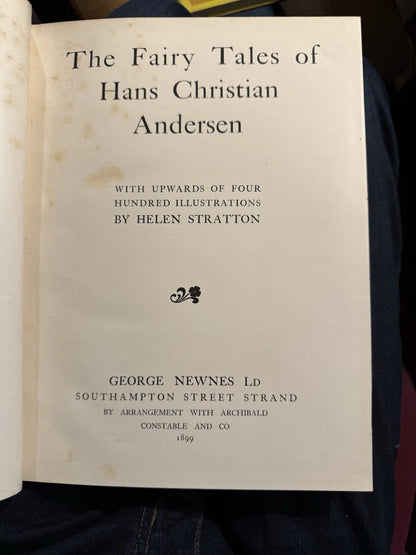 The Fairy Tales of
Hans Christian
Andersen
WITH UPWARDS OF FOUR
HUNDRED ILLUSTRATIONS
BY HELEN STRATTON
GEORGE NEWNES LD
SOUTHAMPTON STREET STRAND
BY ARRANGEMENT WITH ARCHIBALD
CONSTABLE AND CO
1899